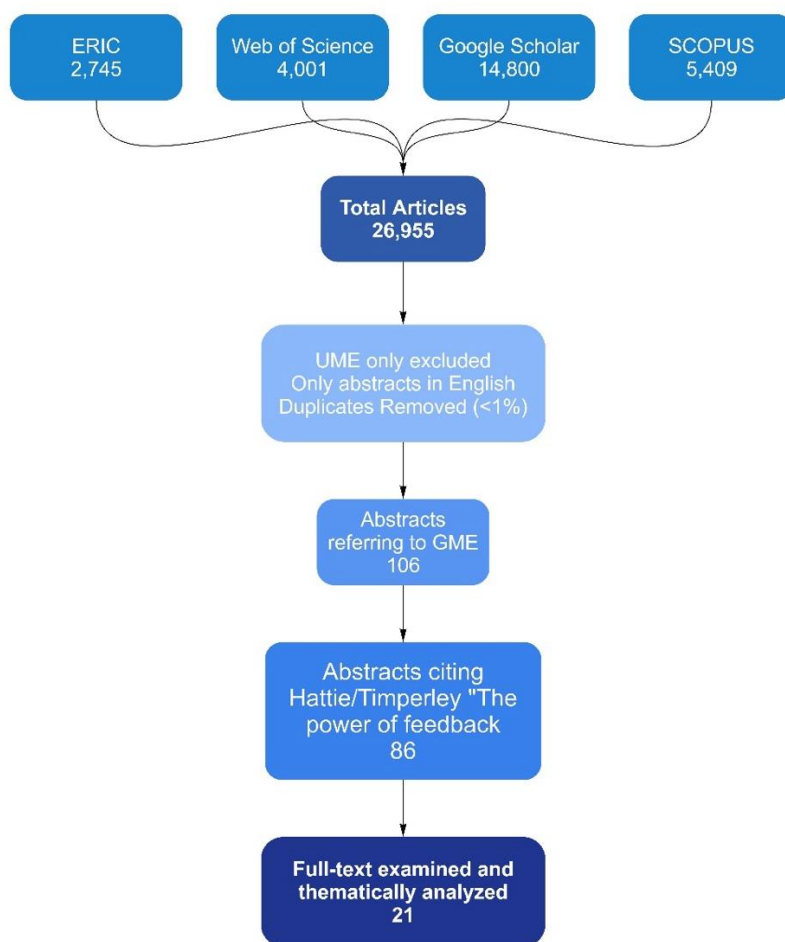 ERIC
2,745
Web of Science
4,001
Google Scholar
14,800
SCOPUS
5,409
Total Articles
26,955
UME only excluded
Only abstracts in English
Duplicates Removed (<1%)
Abstracts
referring to GME
106
Abstracts citing
Hattie/Timperley "The
power of feedback
86
Full-text examined and
thematically analyzed
21